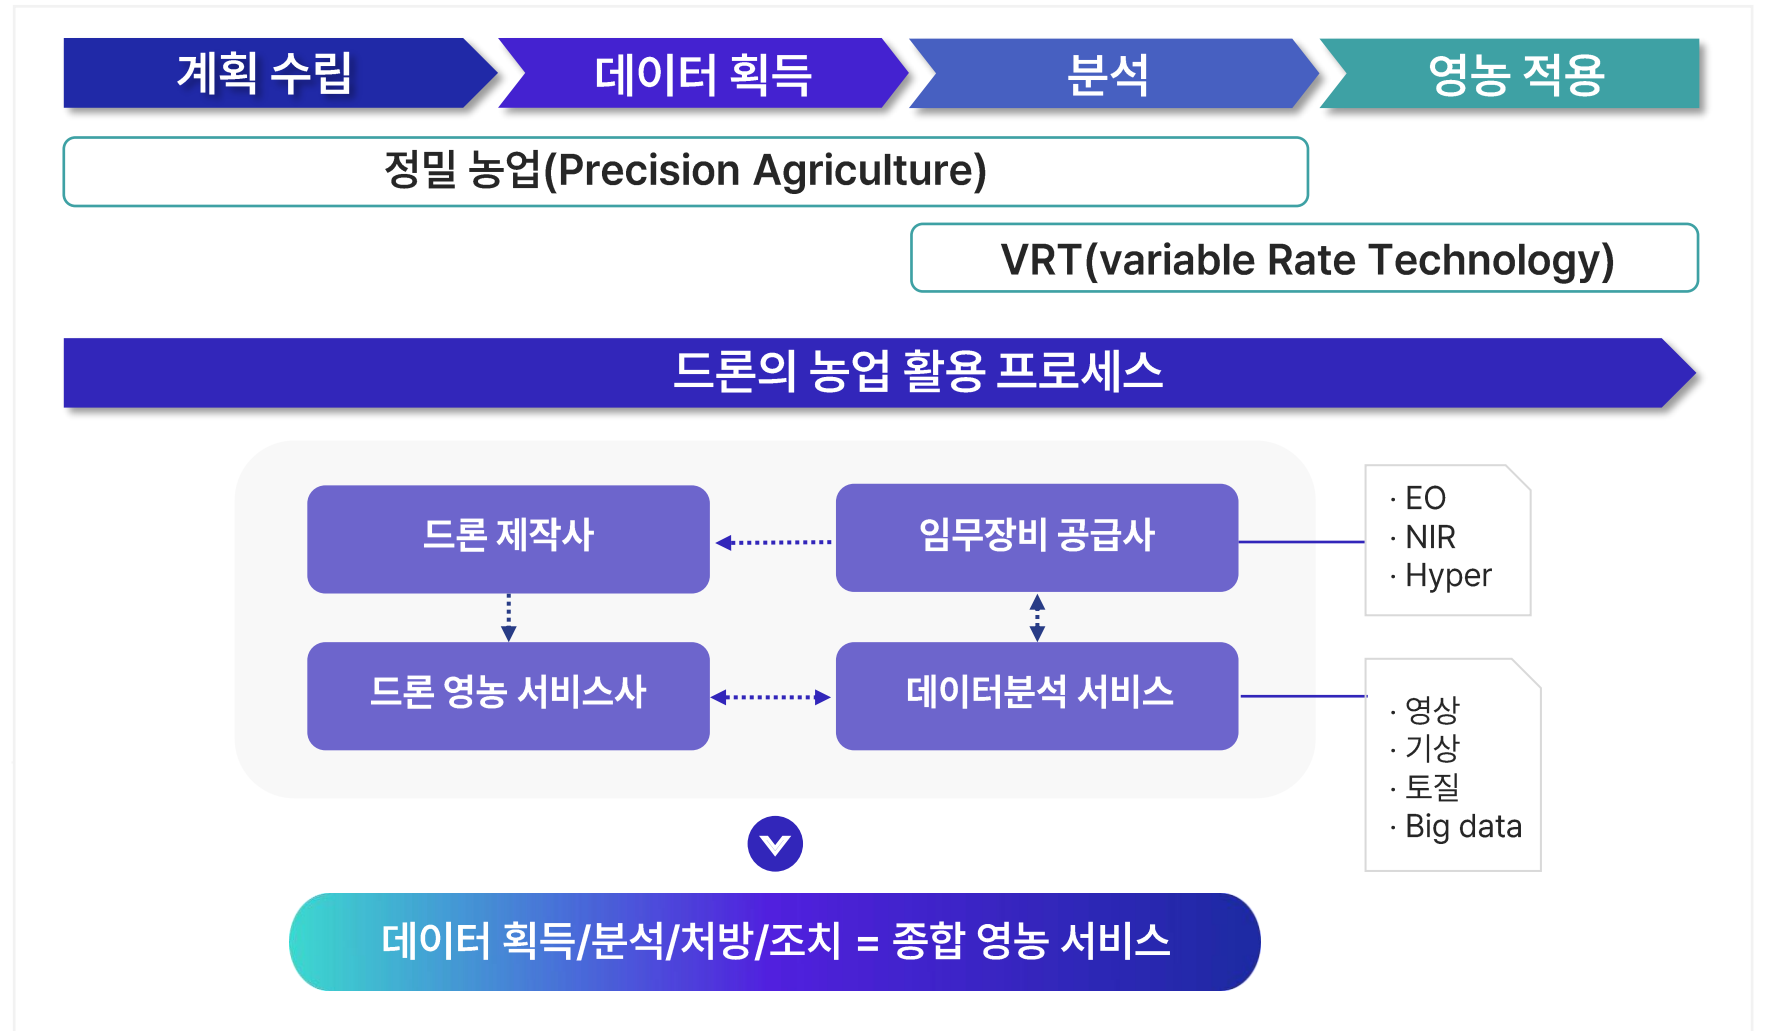 계획 수립
데이터 획득
분석
영농 적용
정밀 농업(Precision Agriculture)
VRT(variable Rate Technology)
드론의 농업 활용 프로세스
드론 제작사
임무장비 공급사
· EO
· NIR
· Hyper
드론 영농 서비스사
데이터분석 서비스
· 영상
· 기상
· 토질
· Big data
데이터 획득/분석/처방/조치 = 종합 영농 서비스